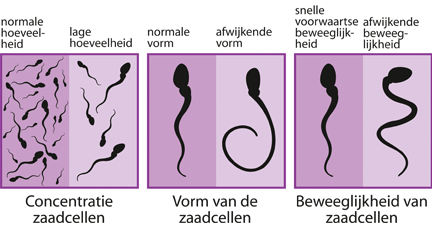 normale
hoeveel-
heid
lage
hoeveelheid
normale
vorm
afwijkende
vorm
snelle
voorwaartse
beweeglijk-
heid
afwijkende
beweeg-
lijkheid
Concentratie
zaadcellen
Vorm van de
zaadcellen
Beweeglijkheid van
zaadcellen